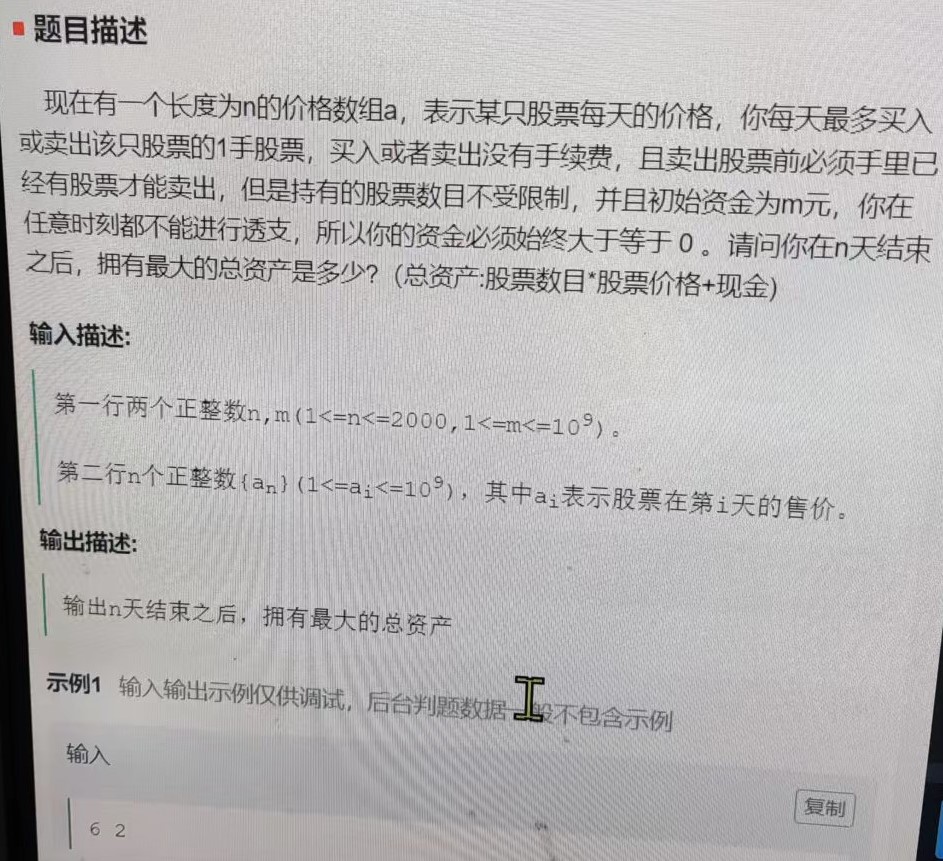 题目描述
现在有一个长度为n的价格数组a，表示某只股票每天的价格，你每天最多买入
或卖出该只股票的1手股票，买入或者卖出没有手续费，且卖出股票前必须手里已
经有股票才能卖出，但是持有的股票数目不受限制，并且初始资金为m元，你在
任意时刻都不能进行透支，所以你的资金必须始终大于等于0。请问你在n天结束
之后，拥有最大的总资产是多少？(总资产:股票数目*股票价格+现金)
输入描述:
第一行两个正整数n,m(1<=n<=2000,1<=m<=10⁹)。
第二行n个正整数{aₙ}(1<=aᵢ<=10⁹)，其中aᵢ表示股票在第i天的售价。
输出描述:
输出n天结束之后，拥有最大的总资产
示例1 输入输出示例仅供调试，后台判题数据一般不包含示例
输入
复制
6 2